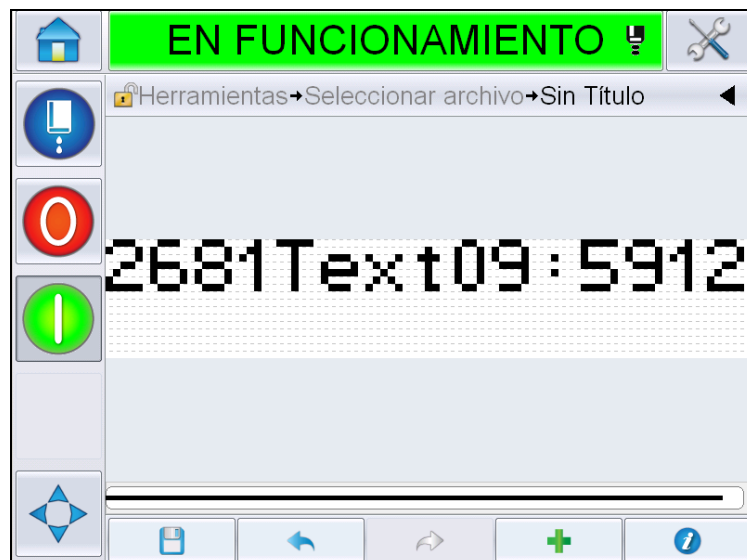 EN FUNCIONAMIENTO
Herramientas→Seleccionar archivo→Sin Título
2681Text09:5912